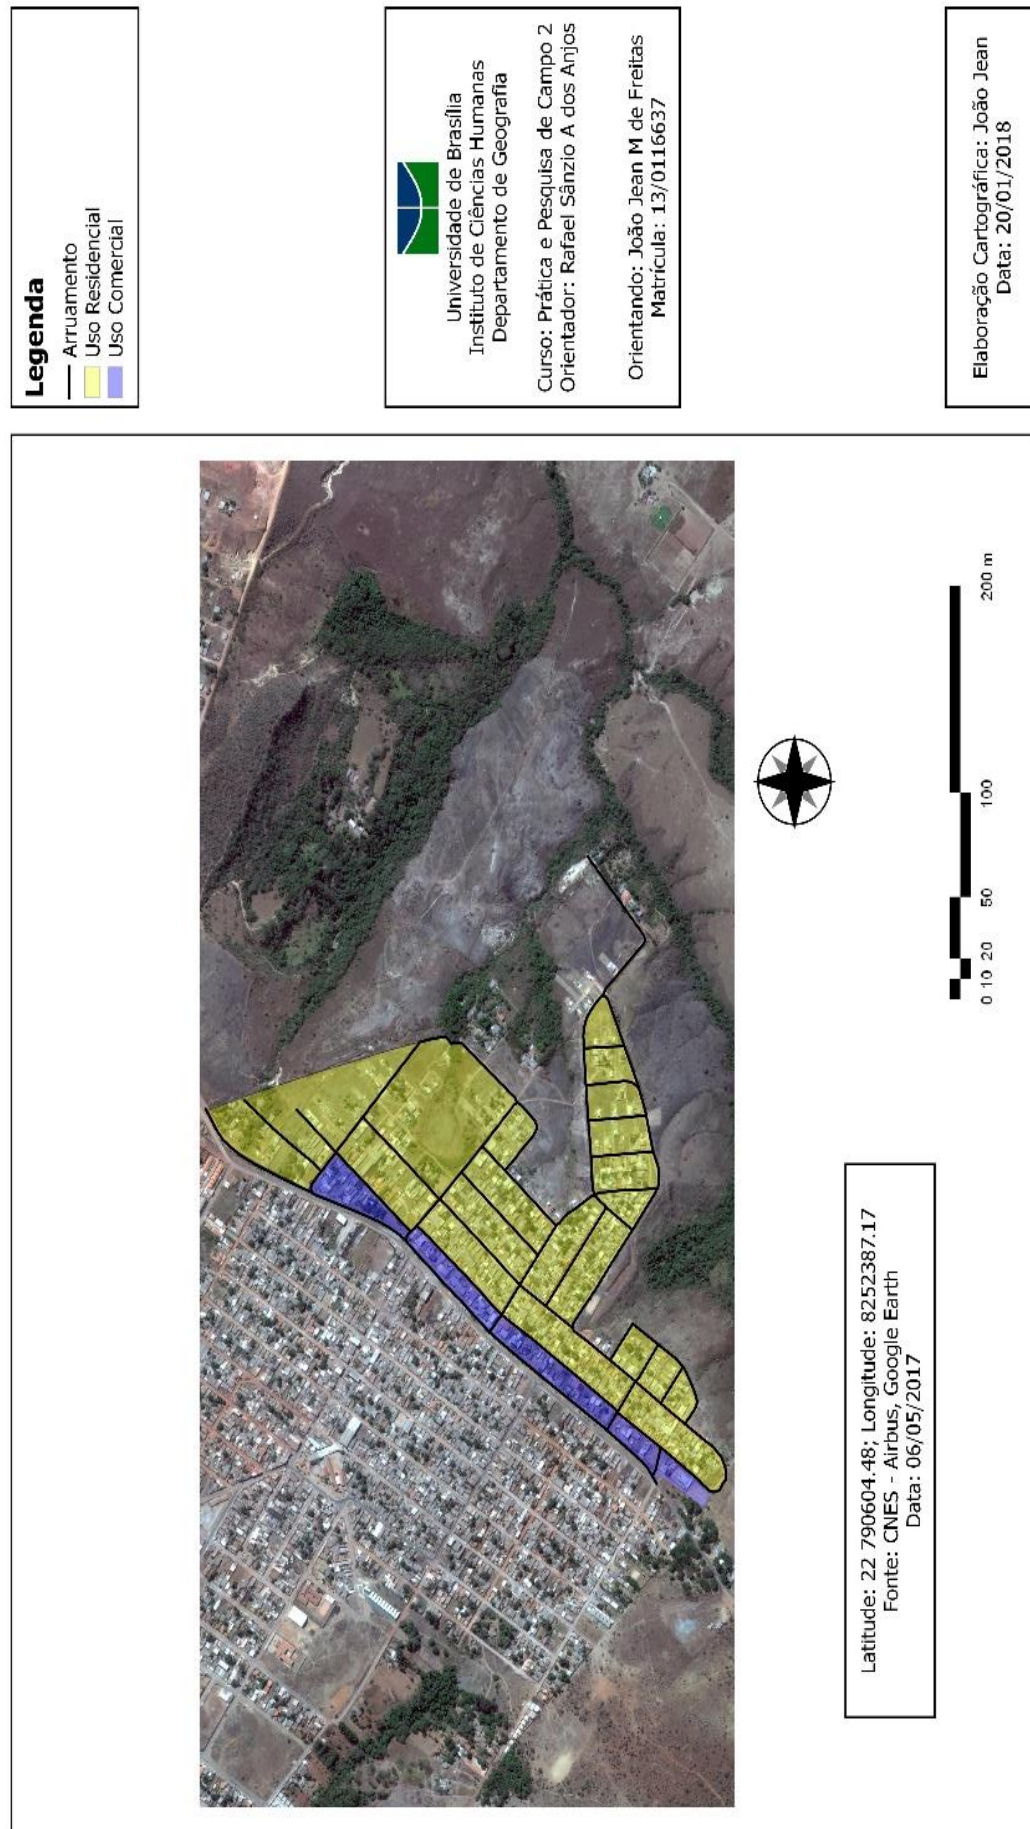 Legenda
Arruamento
Uso Residencial
Uso Comercial
Universidade de Brasília
Instituto de Ciências Humanas
Departamento de Geografia
Curso: Prática e Pesquisa de Campo 2
Orientador: Rafael Sânzio A dos Anjos
Orientando: João Jean M de Freitas
Matrícula: 13/0116637
Elaboração Cartográfica: João Jean
Data: 20/01/2018
0 10 20 50 100 200 m
Latitude: 22 790604.48; Longitude: 8252387.17
Fonte: CNES - Airbus, Google Earth
Data: 06/05/2017